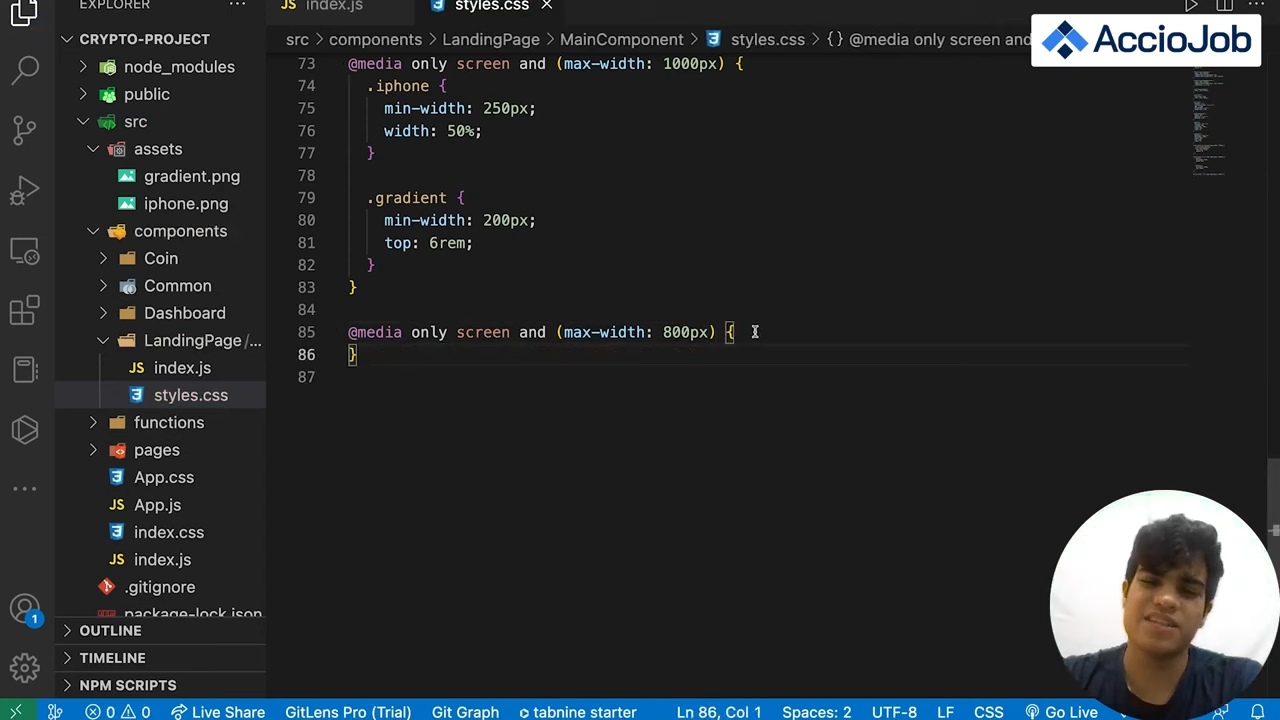 EXPLORER
index.js
styles.css
AccioJob
CRYPTO-PROJECT
src > components > LandingPage > MainComponent > styles.css > {} @media only screen and
node_modules
public
src
assets
gradient.png
iphone.png
components
Coin
Common
Dashboard
LandingPage/...
JS index.js
styles.css
functions
pages
App.css
JS App.js
index.css
JS index.js
.gitignore
package-lock.json
OUTLINE
TIMELINE
NPM SCRIPTS
73 @media only screen and (max-width: 1000px) {
74 .iphone {
75 min-width: 250px;
76 width: 50%;
77 }
78
79 .gradient {
80 min-width: 200px;
81 top: 6rem;
82 }
83 }
84
85 @media only screen and (max-width: 800px) {
86 }
87
1
0 0 Live Share GitLens Pro (Trial) Git Graph tabnine starter Ln 86, Col 1 Spaces: 2 UTF-8 LF CSS Go Live